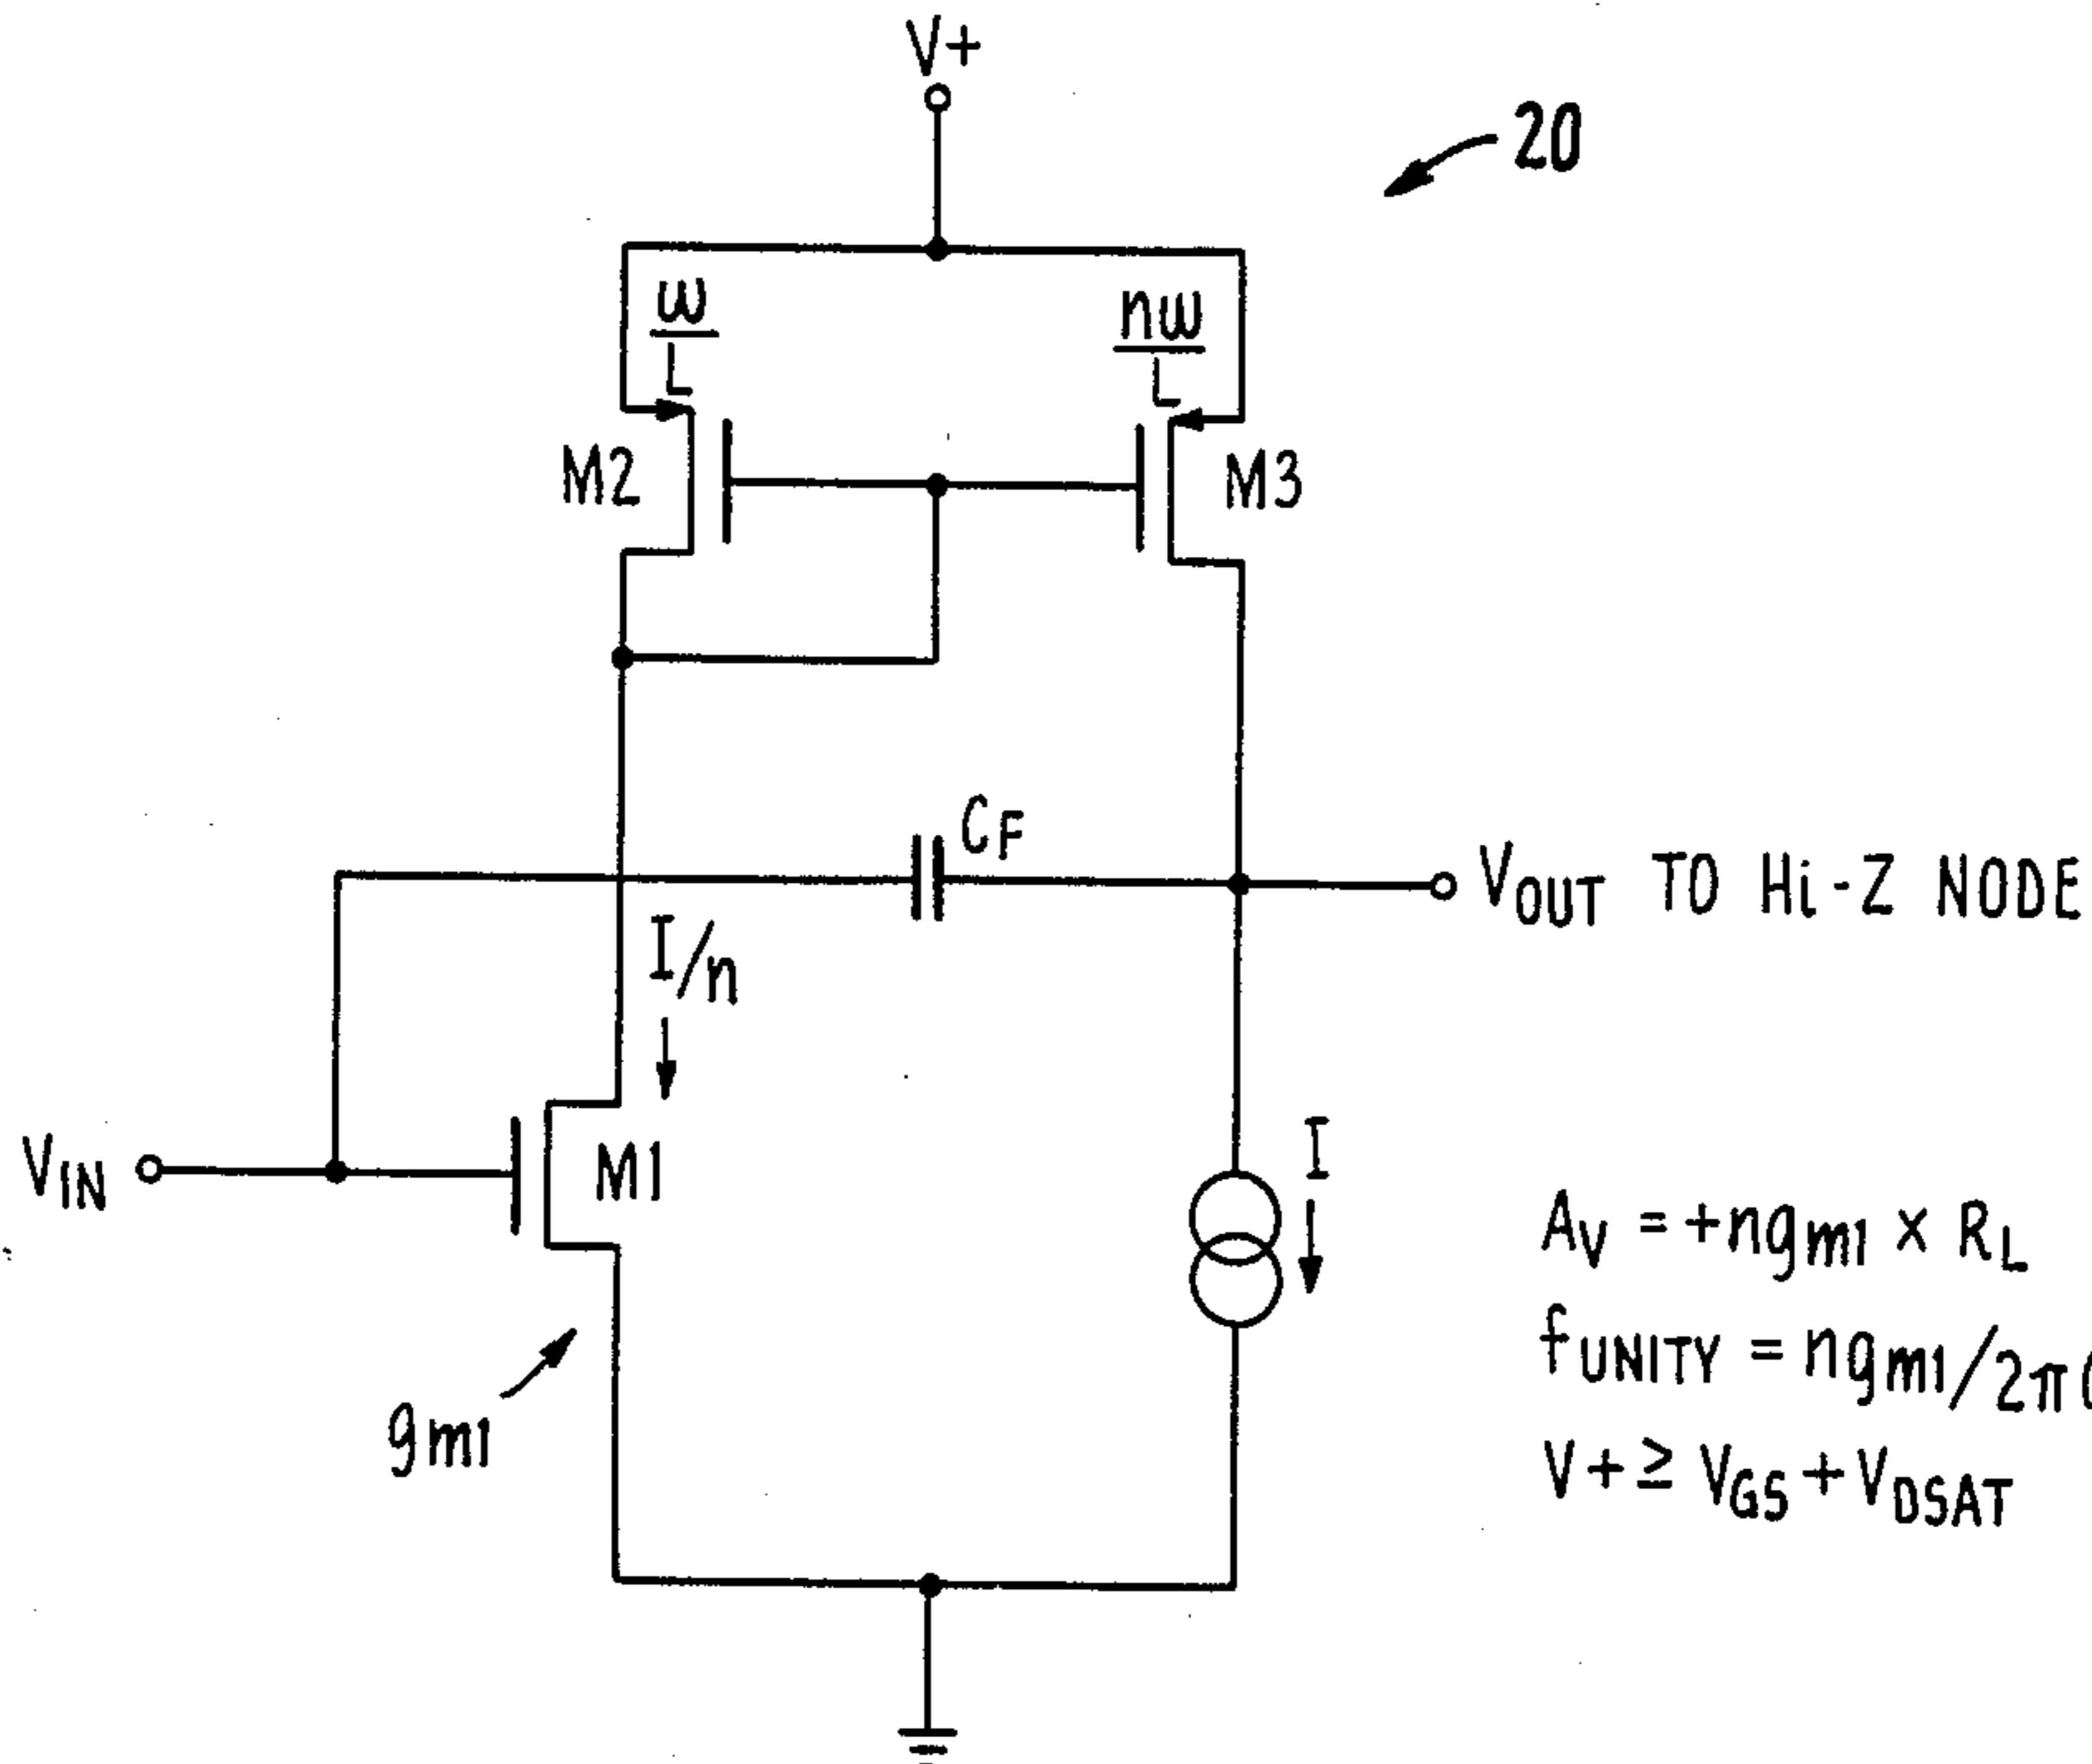 V+
20
w
L
nw
L
M2
M3
CF
VOUT TO Hi-Z NODE
I/n
VIN
M1
I
gm1
AV = +ngm1 x RL
fUNITY = ngm1/2π
V+ ≥ VGS + VDSAT